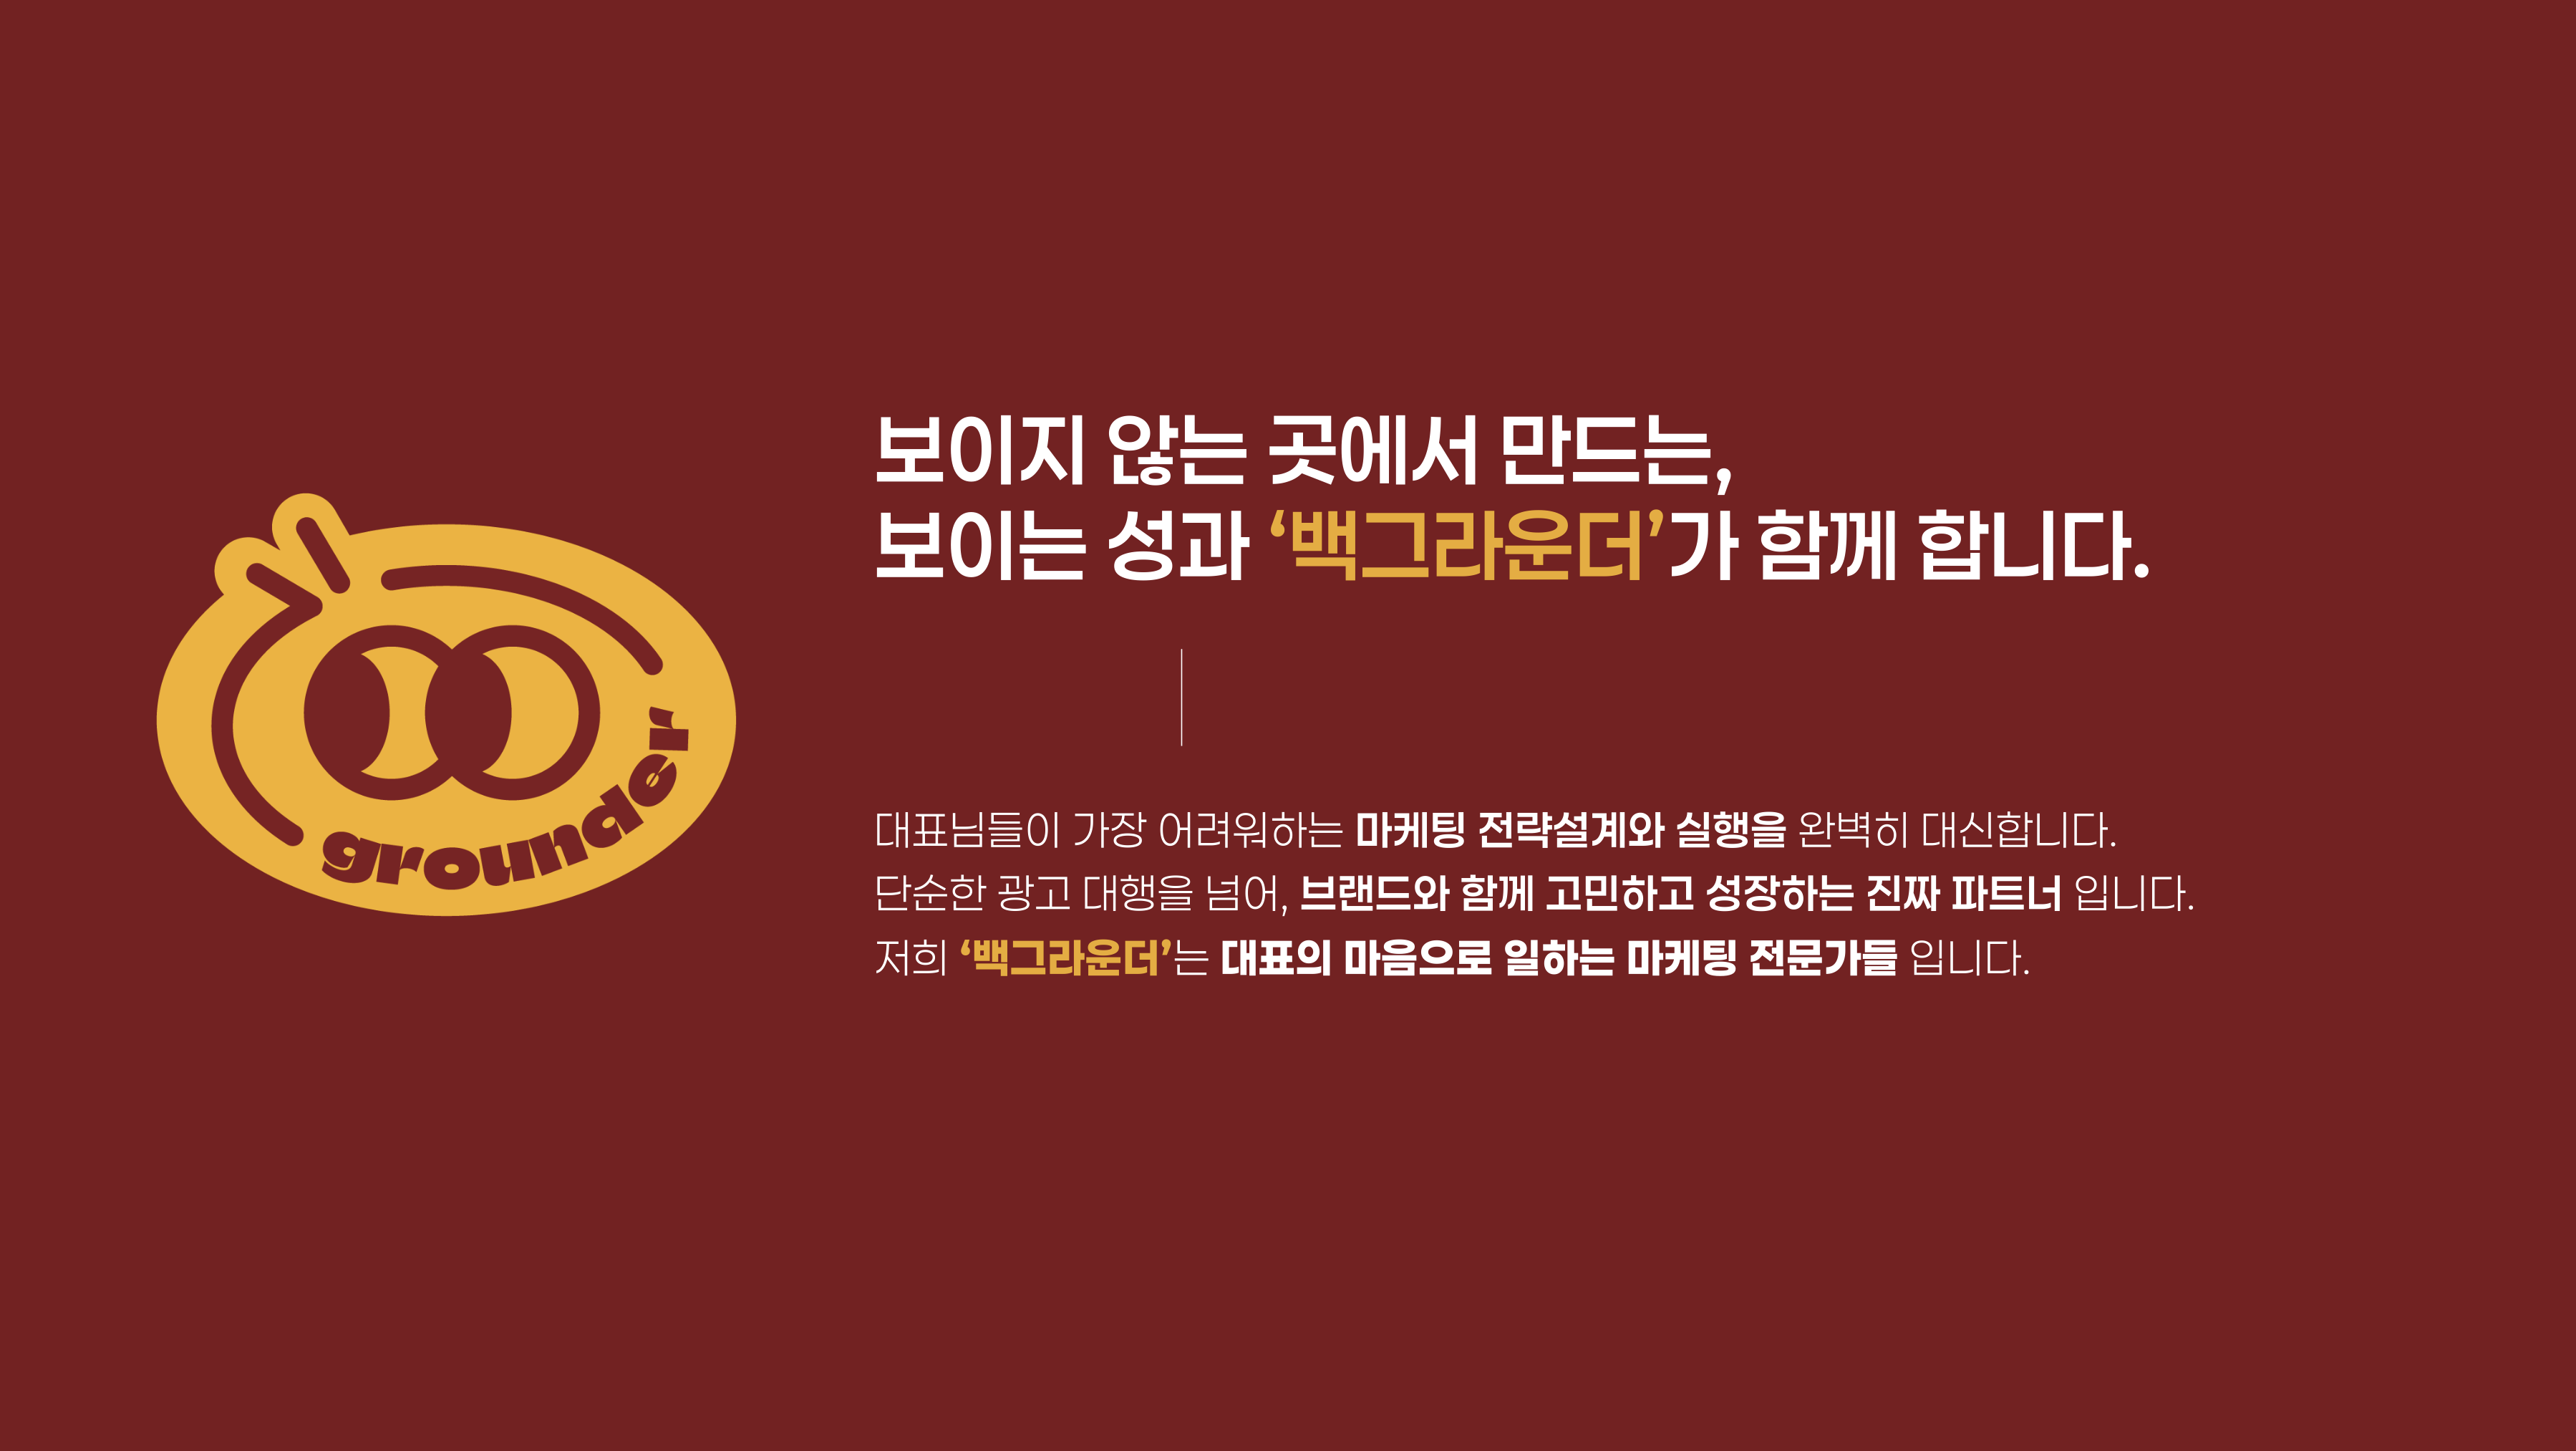 grounder
보이지 않는 곳에서 만드는,
보이는 성과 ‘백그라운더’가 함께 합니다.
대표님들이 가장 어려워하는 마케팅 전략설계와 실행을 완벽히 대신합니다.
단순한 광고 대행을 넘어, 브랜드와 함께 고민하고 성장하는 진짜 파트너 입니다.
저희 ‘백그라운더’는 대표의 마음으로 일하는 마케팅 전문가들 입니다.